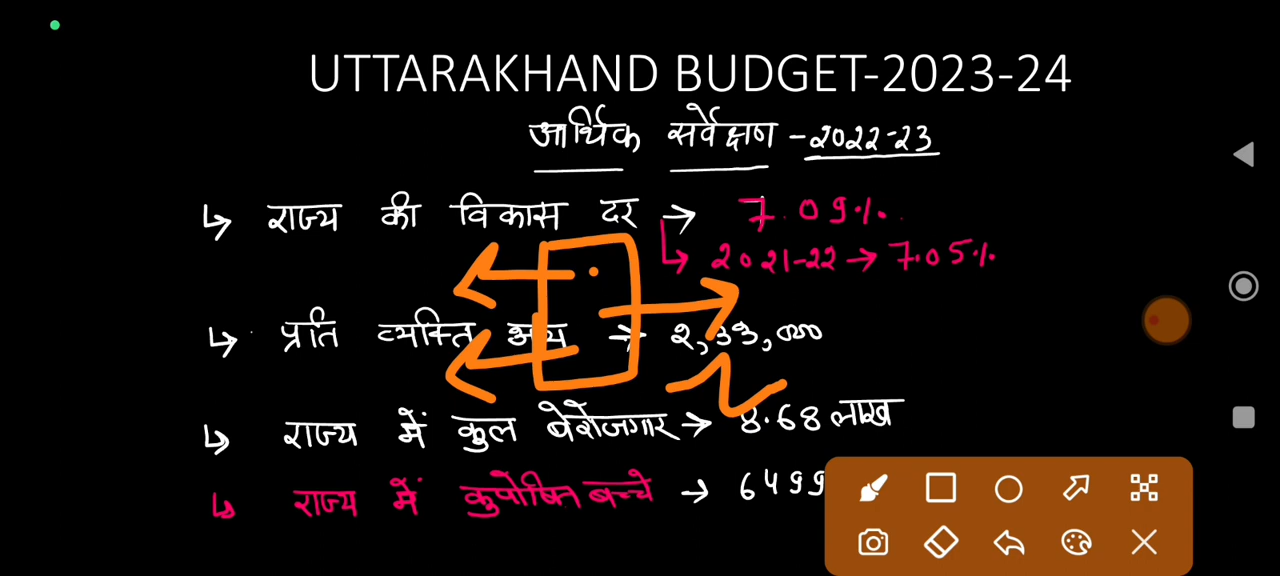 UTTARAKHAND BUDGET-2023-24
आर्थिक सर्वेक्षण - 2022-23
↳ राज्य की विकास दर → 7.09%.
↳ 2021-22 → 7.05%
↳ प्रति व्यक्ति आय → 2,33,000
↳ राज्य में कुल बेरोजगार → 8.68 लाख
↳ राज्य में कुपोषित बच्चे → 6499